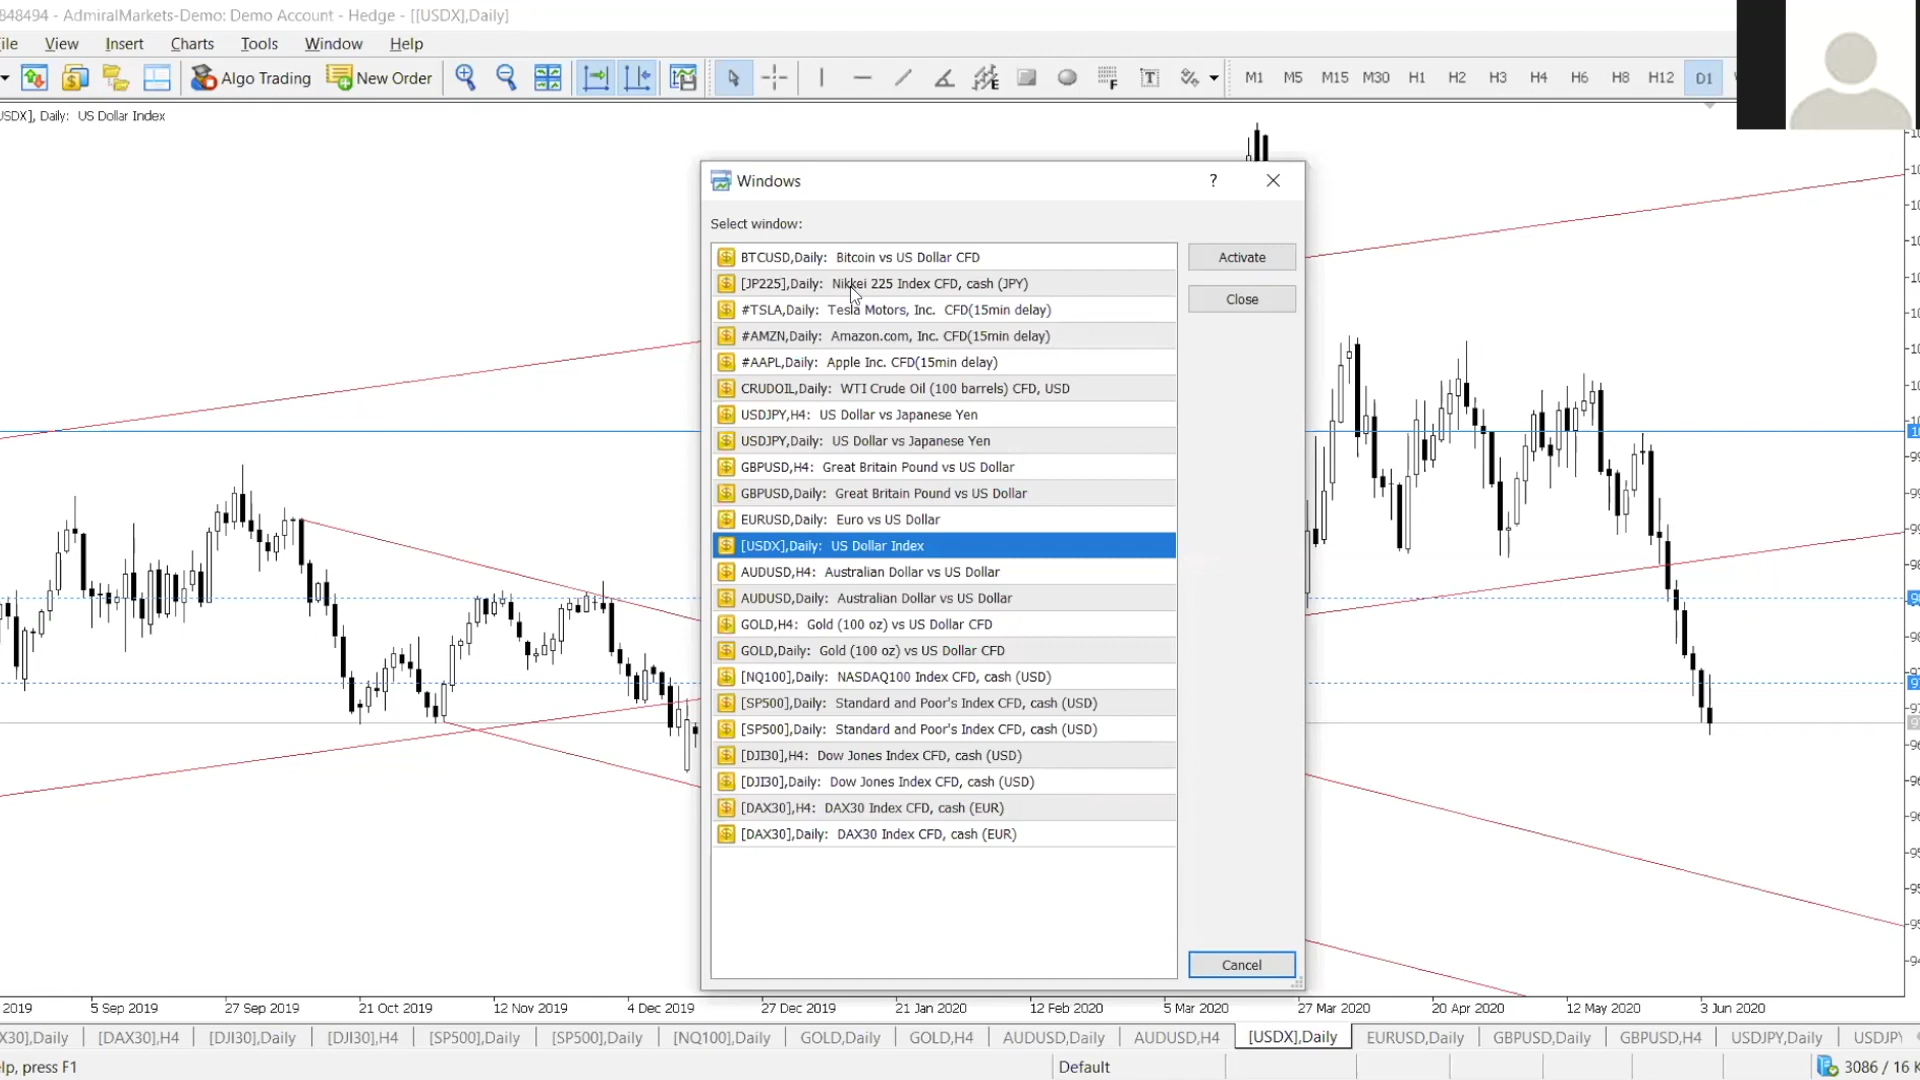 848494 - AdmiralMarkets-Demo: Demo Account - Hedge - [[USDX],Daily]
ile View Insert Charts Tools Window Help
Algo Trading New Order M1 M5 M15 M30 H1 H2 H3 H4 H6 H8 H12 D1
USDX], Daily: US Dollar Index
Windows
Select window:
BTCUSD,Daily: Bitcoin vs US Dollar CFD
Activate
[JP225],Daily: Nikkei 225 Index CFD, cash (JPY)
Close
#TSLA,Daily: Tesla Motors, Inc. CFD(15min delay)
#AMZN,Daily: Amazon.com, Inc. CFD(15min delay)
#AAPL,Daily: Apple Inc. CFD(15min delay)
CRUDOIL,Daily: WTI Crude Oil (100 barrels) CFD, USD
USDJPY,H4: US Dollar vs Japanese Yen
USDJPY,Daily: US Dollar vs Japanese Yen
GBPUSD,H4: Great Britain Pound vs US Dollar
GBPUSD,Daily: Great Britain Pound vs US Dollar
EURUSD,Daily: Euro vs US Dollar
[USDX],Daily: US Dollar Index
AUDUSD,H4: Australian Dollar vs US Dollar
AUDUSD,Daily: Australian Dollar vs US Dollar
GOLD,H4: Gold (100 oz) vs US Dollar CFD
GOLD,Daily: Gold (100 oz) vs US Dollar CFD
[NQ100],Daily: NASDAQ100 Index CFD, cash (USD)
[SP500],Daily: Standard and Poor's Index CFD, cash (USD)
[SP500],Daily: Standard and Poor's Index CFD, cash (USD)
[DJI30],H4: Dow Jones Index CFD, cash (USD)
[DJI30],Daily: Dow Jones Index CFD, cash (USD)
[DAX30],H4: DAX30 Index CFD, cash (EUR)
[DAX30],Daily: DAX30 Index CFD, cash (EUR)
Cancel
2019 5 Sep 2019 27 Sep 2019 21 Oct 2019 12 Nov 2019 4 Dec 2019 27 Dec 2019 21 Jan 2020 12 Feb 2020 5 Mar 2020 27 Mar 2020 20 Apr 2020 12 May 2020 3 Jun 2020
X30],Daily [DAX30],H4 [DJI30],Daily [DJI30],H4 [SP500],Daily [SP500],Daily [NQ100],Daily GOLD,Daily GOLD,H4 AUDUSD,Daily AUDUSD,H4 [USDX],Daily EURUSD,Daily GBPUSD,Daily GBPUSD,H4 USDJPY,Daily USDJPY
elp, press F1 Default 3086 / 16 K